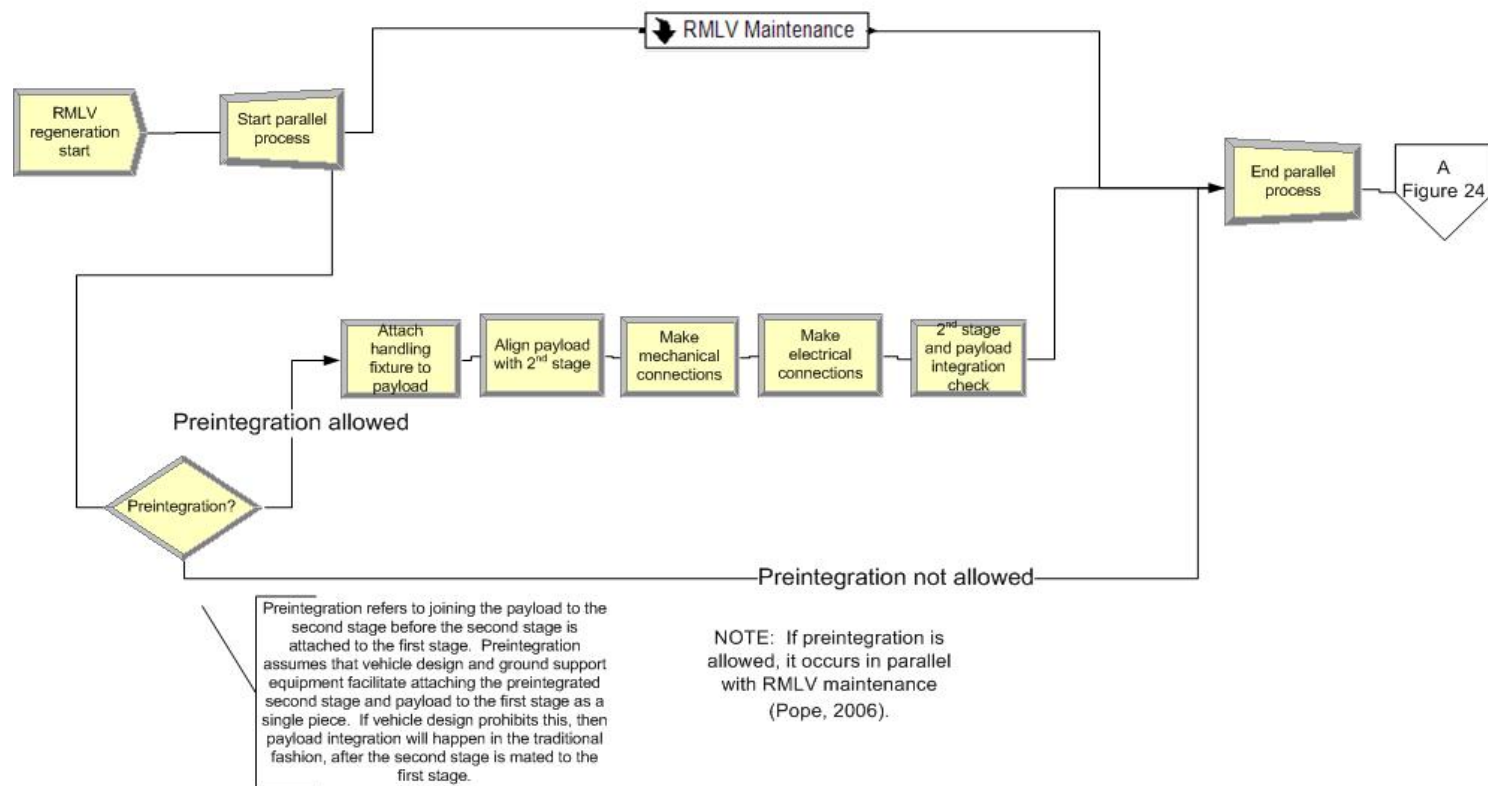 RMLV Maintenance
RMLV
regeneration
start
Start parallel
process
End parallel
process
A
Figure 24
Attach
handling
fixture to
payload
Align payload
with 2nd stage
Make
mechanical
connections
Make
electrical
connections
2nd stage
and payload
integration
check
Preintegration allowed
Preintegration?
Preintegration not allowed
Preintegration refers to joining the payload to the
second stage before the second stage is
attached to the first stage. Preintegration
assumes that vehicle design and ground support
equipment facilitate attaching the preintegrated
second stage and payload to the first stage as a
single piece. If vehicle design prohibits this, then
payload integration will happen in the traditional
fashion, after the second stage is mated to the
first stage.
NOTE: If preintegration is
allowed, it occurs in parallel
with RMLV maintenance
(Pope, 2006).